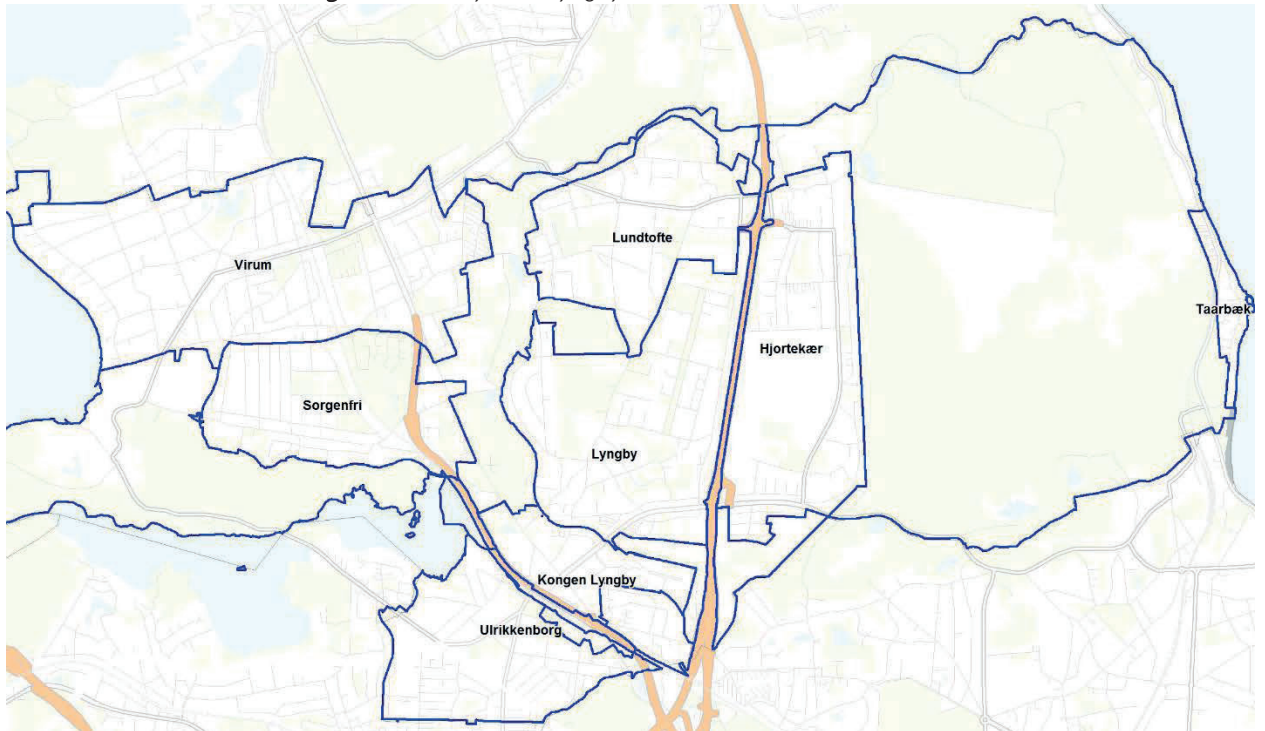 Lundtofte
Virum
Taarbæk
Hjortekær
Sorgenfri
Lyngby
Kongen Lyngby
Ulrikkenborg